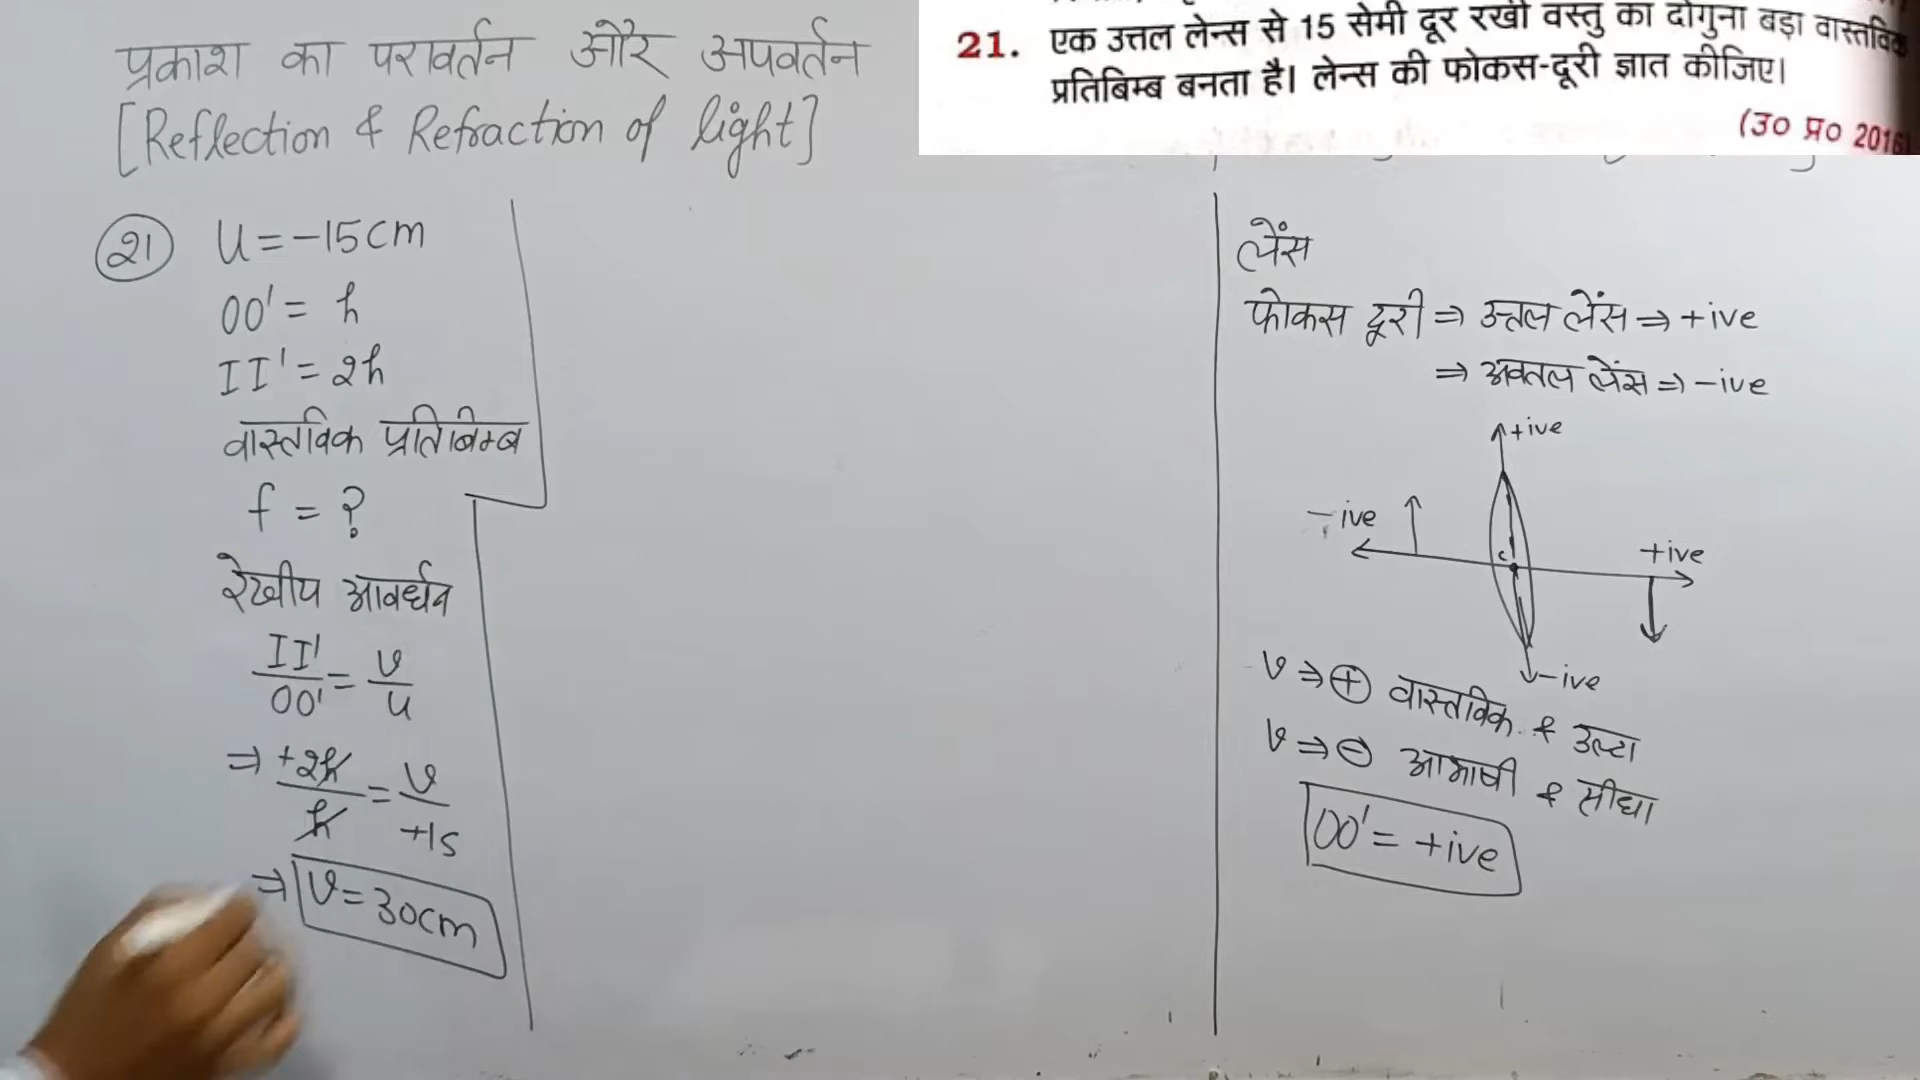 प्रकाश का परावर्तन और अपवर्तन
[Reflection & Refraction of light]
21. एक उत्तल लेन्स से 15 सेमी दूर रखी वस्तु का दोगुना बड़ा वास्तविक
प्रतिबिम्ब बनता है। लेन्स की फोकस-दूरी ज्ञात कीजिए।
(उ० प्र० 2016)
21 U = -15cm
OO' = h
II' = 2h
वास्तविक प्रतिबिम्ब
f = ?
रेखीय आवर्धन
II'/OO' = v/u
⇒ +2h/h = v/+15
⇒ v = 30cm
लेंस
फोकस दूरी ⇒ उत्तल लेंस ⇒ +ive
⇒ अवतल लेंस ⇒ -ive
+ive
-ive
+ive
c
-ive
v ⇒ ⊕ वास्तविक & उल्टा
v ⇒ ⊖ आभाषी & सीधा
OO' = +ive